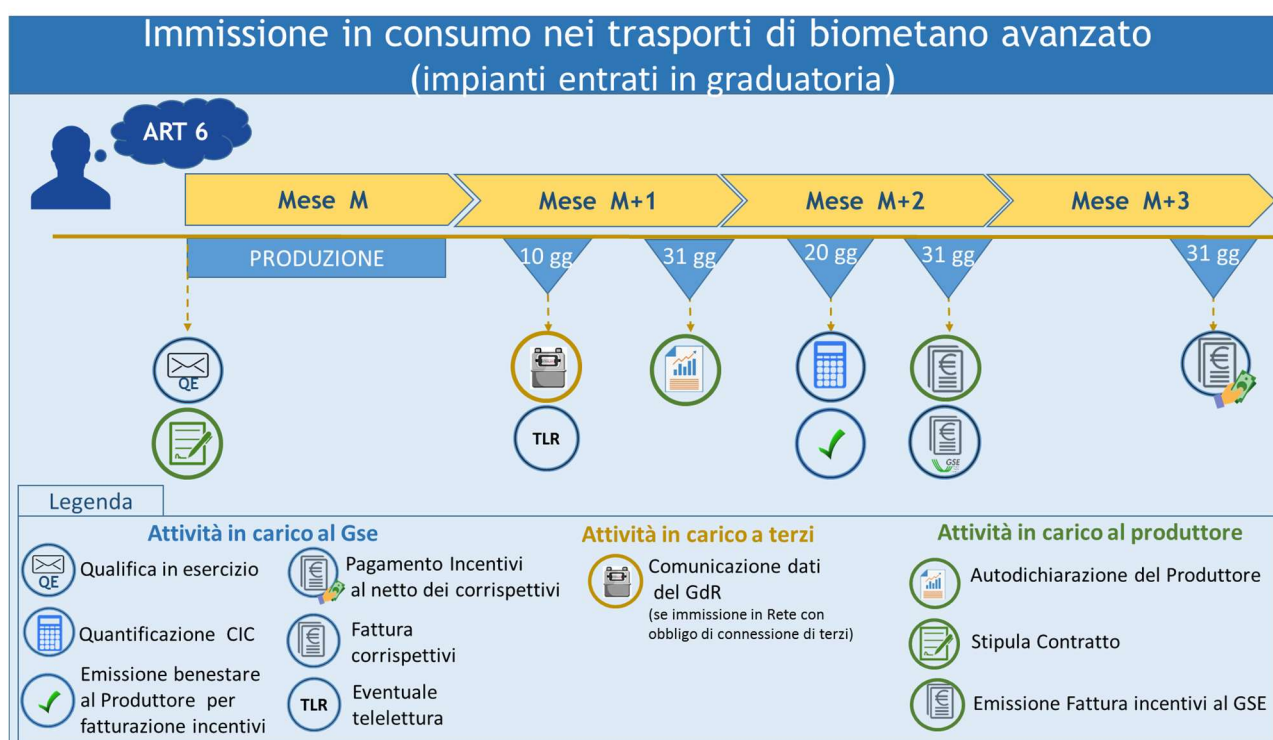 Immissione in consumo nei trasporti di biometano avanzato
(impianti entrati in graduatoria)
ART 6
Mese M
Mese M+1
Mese M+2
Mese M+3
PRODUZIONE
10 gg
31 gg
20 gg
31 gg
31 gg
QE
TLR
GSE
Legenda
Attività in carico al Gse
QE
Qualifica in esercizio
Quantificazione CIC
Emissione benestare
al Produttore per
fatturazione incentivi
Pagamento Incentivi
al netto dei corrispettivi
Fattura
corrispettivi
TLR
Eventuale
telelettura
Attività in carico a terzi
Comunicazione dati
del GdR
(se immissione in Rete con
obbligo di connessione di terzi)
Attività in carico al produttore
Autodichiarazione del Produttore
Stipula Contratto
Emissione Fattura incentivi al GSE